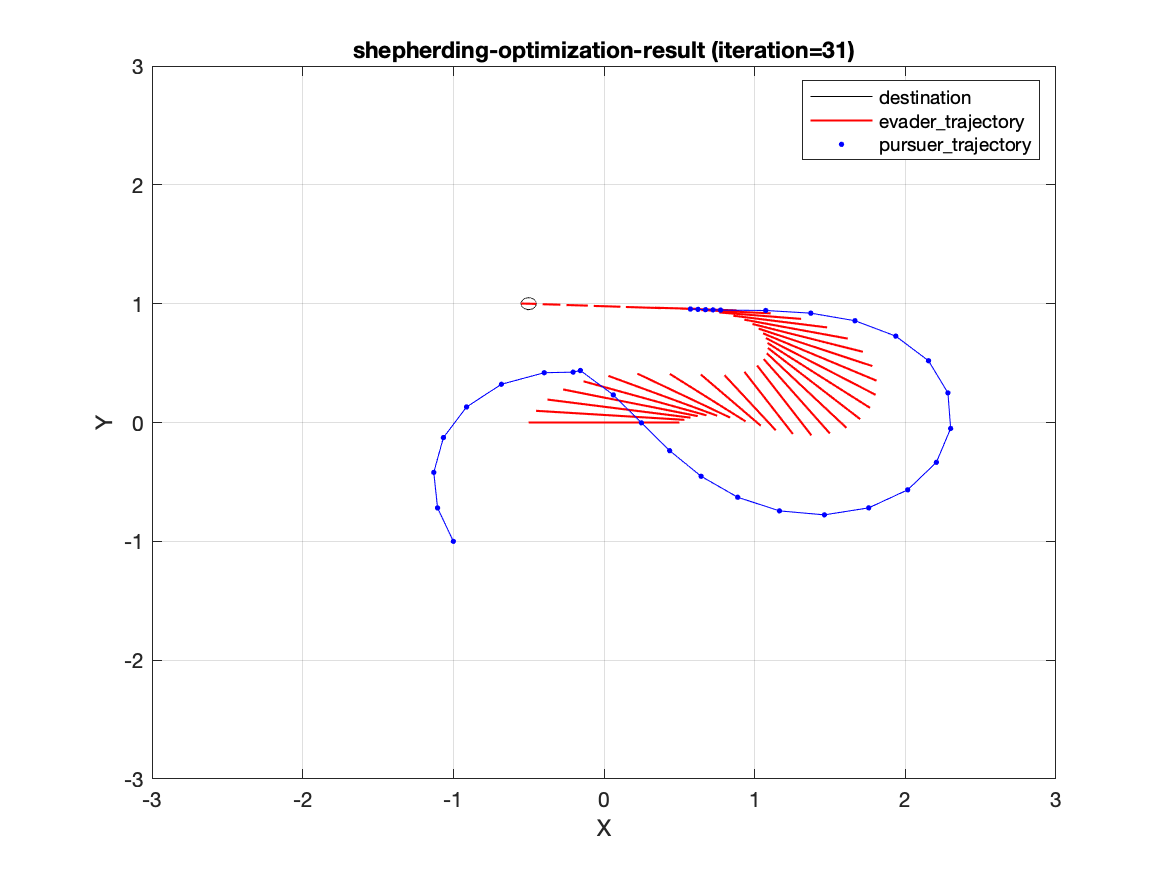 shepherding-optimization-result (iteration=31)
destination
evader_trajectory
pursuer_trajectory
3
2
1
0
-1
-2
-3
Y
-3 -2 -1 0 1 2 3
X